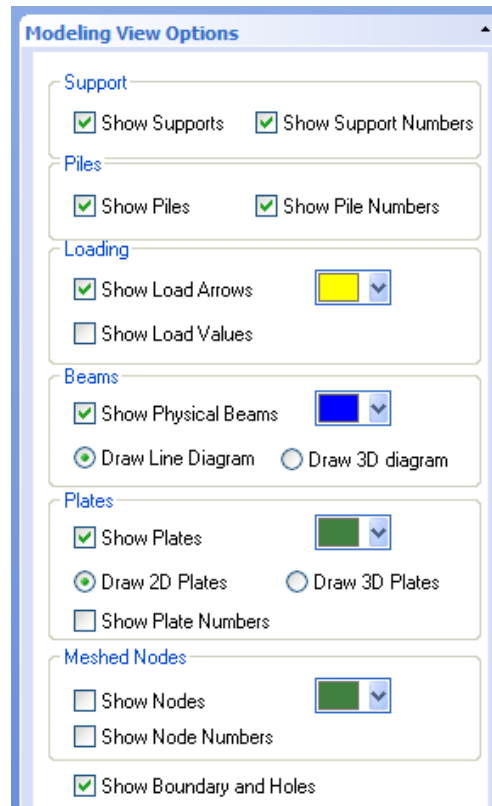 Modeling View Options
Support
Show Supports Show Support Numbers
Piles
Show Piles Show Pile Numbers
Loading
Show Load Arrows
Show Load Values
Beams
Show Physical Beams
Draw Line Diagram Draw 3D diagram
Plates
Show Plates
Draw 2D Plates Draw 3D Plates
Show Plate Numbers
Meshed Nodes
Show Nodes
Show Node Numbers
Show Boundary and Holes